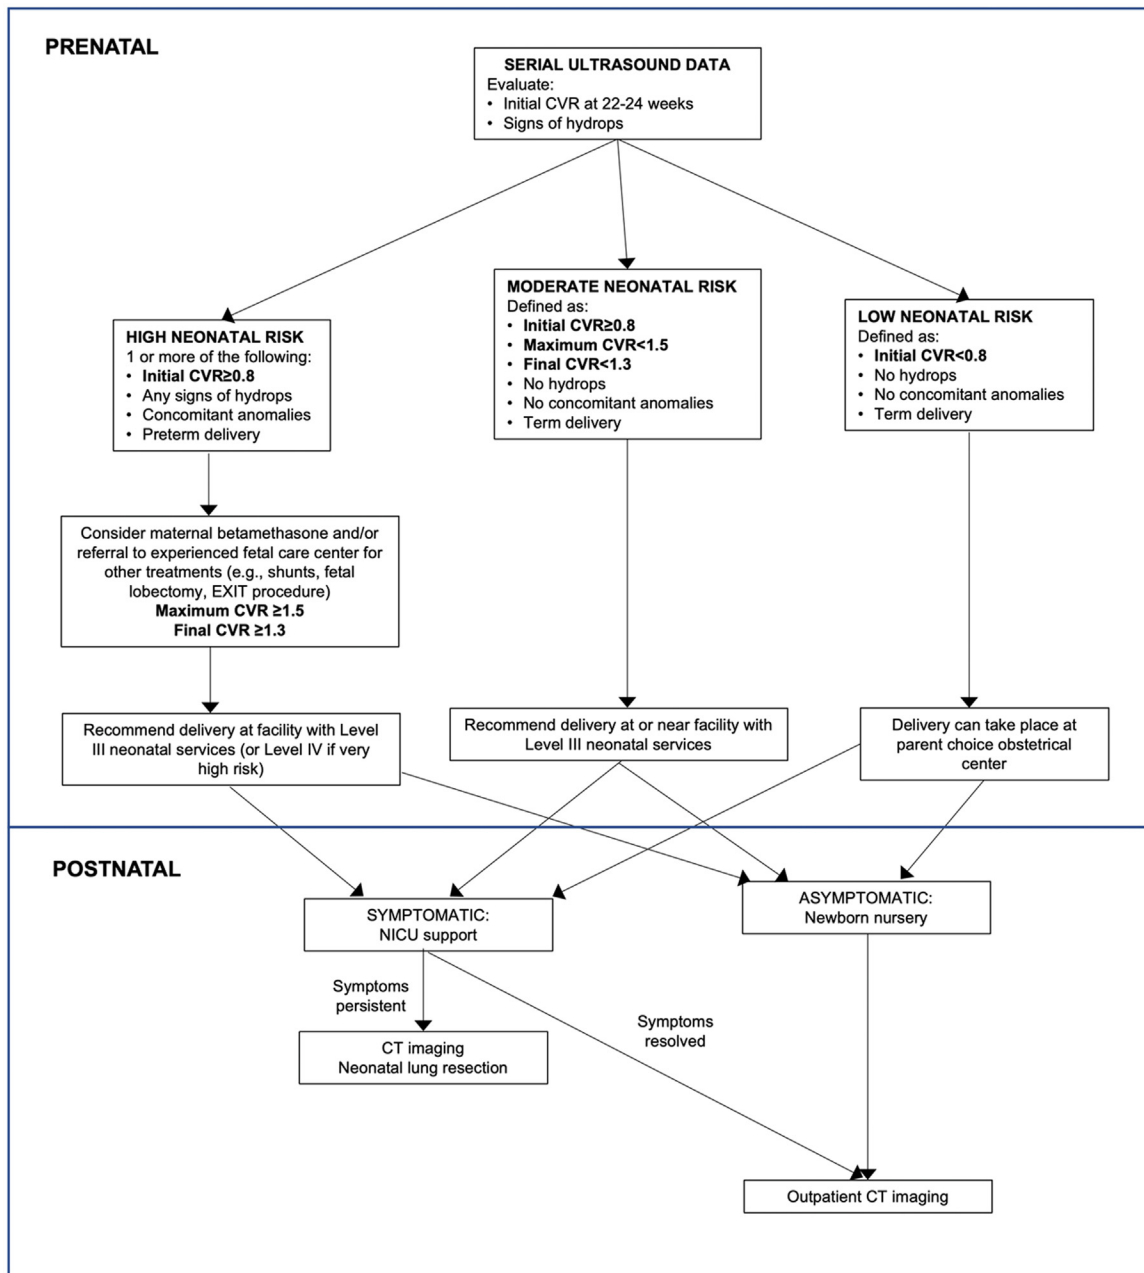 PRENATAL
SERIAL ULTRASOUND DATA
Evaluate:
• Initial CVR at 22-24 weeks
• Signs of hydrops
HIGH NEONATAL RISK
1 or more of the following:
• Initial CVR≥0.8
• Any signs of hydrops
• Concomitant anomalies
• Preterm delivery
MODERATE NEONATAL RISK
Defined as:
• Initial CVR≥0.8
• Maximum CVR<1.5
• Final CVR<1.3
• No hydrops
• No concomitant anomalies
• Term delivery
LOW NEONATAL RISK
Defined as:
• Initial CVR<0.8
• No hydrops
• No concomitant anomalies
• Term delivery
Consider maternal betamethasone and/or
referral to experienced fetal care center for
other treatments (e.g., shunts, fetal
lobectomy, EXIT procedure)
Maximum CVR ≥1.5
Final CVR ≥1.3
Recommend delivery at facility with Level
III neonatal services (or Level IV if very
high risk)
Recommend delivery at or near facility with
Level III neonatal services
Delivery can take place at
parent choice obstetrical
center
POSTNATAL
SYMPTOMATIC:
NICU support
ASYMPTOMATIC:
Newborn nursery
Symptoms
persistent
Symptoms
resolved
CT imaging
Neonatal lung resection
Outpatient CT imaging